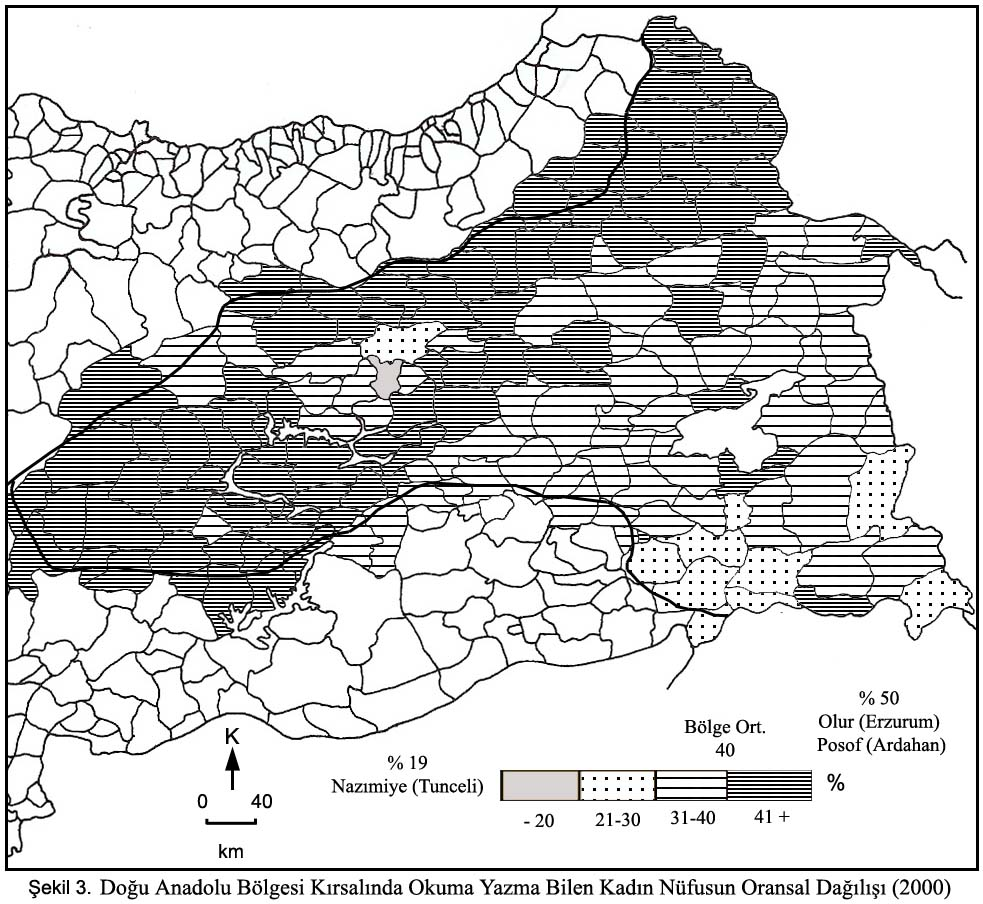 % 50
Olur (Erzurum)
Posof (Ardahan)
Bölge Ort.
40
% 19
Nazımiye (Tunceli)
%
- 20
21-30
31-40
41 +
K
0 40
km
Şekil 3. Doğu Anadolu Bölgesi Kırsalında Okuma Yazma Bilen Kadın Nüfusun Oransal Dağılışı (2000)